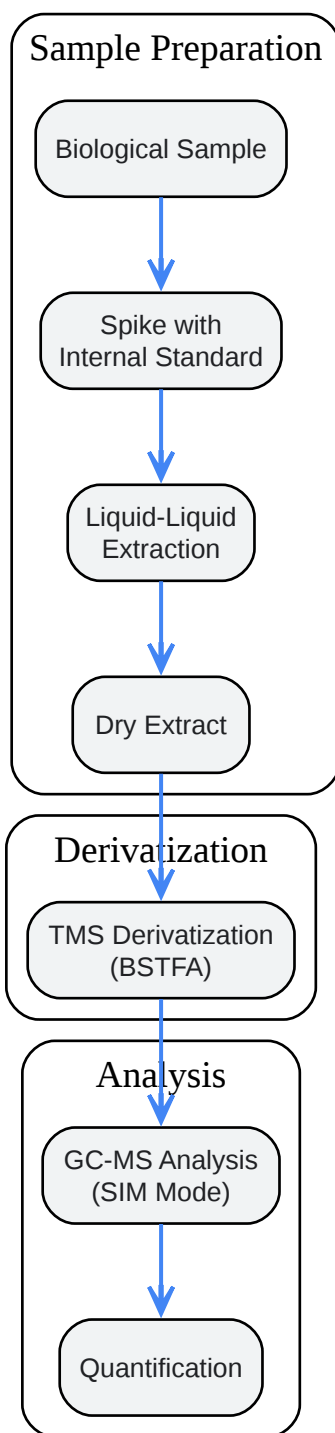 Sample Preparation
Biological Sample
Spike with
Internal Standard
Liquid-Liquid
Extraction
Dry Extract
Derivatization
TMS Derivatization
(BSTFA)
Analysis
GC-MS Analysis
(SIM Mode)
Quantification